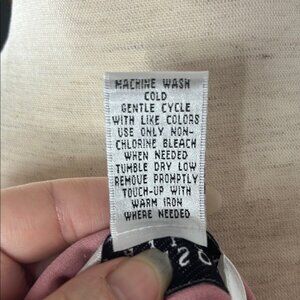 MACHINE WASH
COLD
GENTLE CYCLE
WITH LIKE COLORS
USE ONLY NON-
CHLORINE BLEACH
WHEN NEEDED
TUMBLE DRY LOW
REMOVE PROMPTLY
TOUCH-UP WITH
WARM IRON
WHERE NEEDED